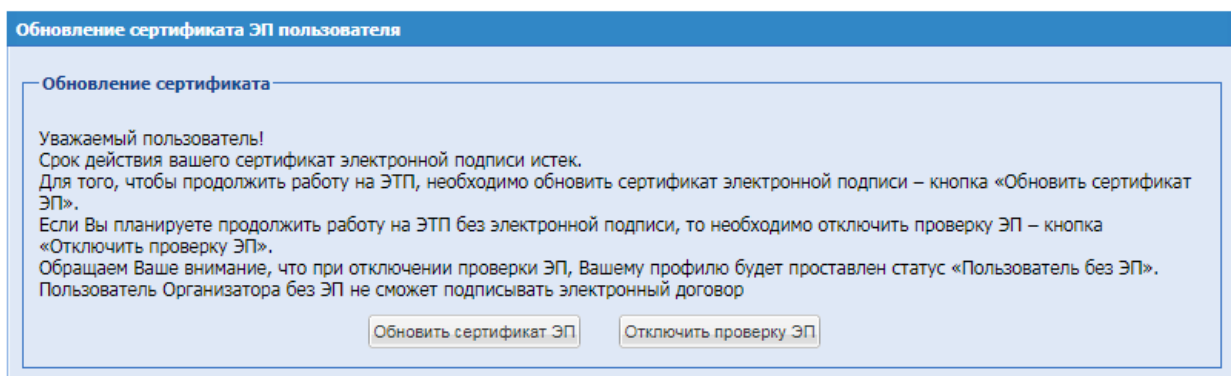 Обновление сертификата ЭП пользователя
Обновление сертификата
Уважаемый пользователь!
Срок действия вашего сертификат электронной подписи истек.
Для того, чтобы продолжить работу на ЭТП, необходимо обновить сертификат электронной подписи – кнопка «Обновить сертификат
ЭП».
Если Вы планируете продолжить работу на ЭТП без электронной подписи, то необходимо отключить проверку ЭП – кнопка
«Отключить проверку ЭП».
Обращаем Ваше внимание, что при отключении проверки ЭП, Вашему профилю будет проставлен статус «Пользователь без ЭП».
Пользователь Организатора без ЭП не сможет подписывать электронный договор
Обновить сертификат ЭП Отключить проверку ЭП